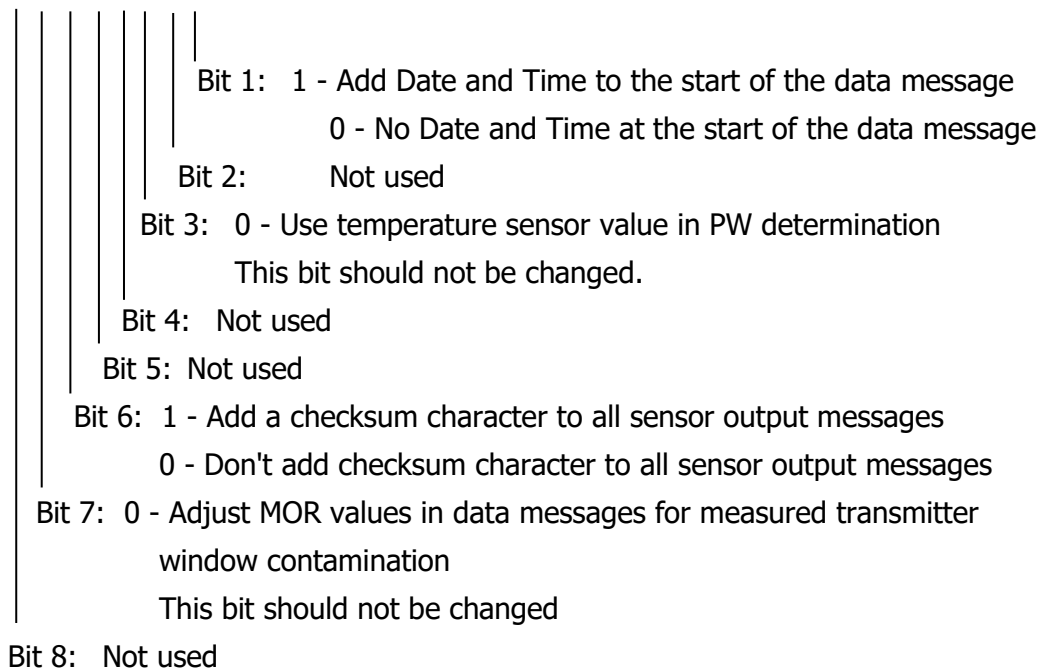 Bit 1: 1 - Add Date and Time to the start of the data message
0 - No Date and Time at the start of the data message
Bit 2: Not used
Bit 3: 0 - Use temperature sensor value in PW determination
This bit should not be changed.
Bit 4: Not used
Bit 5: Not used
Bit 6: 1 - Add a checksum character to all sensor output messages
0 - Don't add checksum character to all sensor output messages
Bit 7: 0 - Adjust MOR values in data messages for measured transmitter
window contamination
This bit should not be changed
Bit 8: Not used